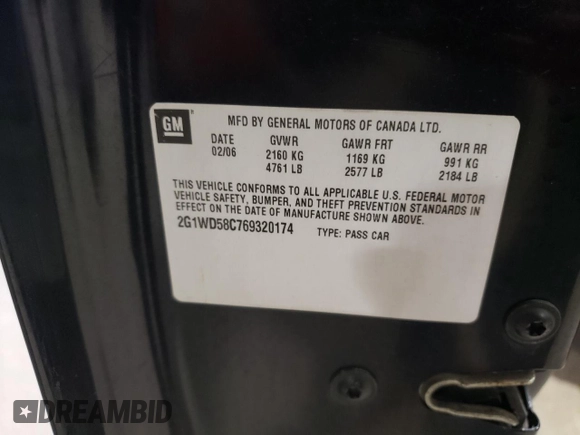 GM
MFD BY GENERAL MOTORS OF CANADA LTD.
DATE GVWR GAWR FRT GAWR RR
02/06 2160 KG 1169 KG 991 KG
4761 LB 2577 LB 2184 LB
THIS VEHICLE CONFORMS TO ALL APPLICABLE U.S. FEDERAL MOTOR
VEHICLE SAFETY, BUMPER, AND THEFT PREVENTION STANDARDS IN
EFFECT ON THE DATE OF MANUFACTURE SHOWN ABOVE.
2G1WD58C769320174 TYPE: PASS CAR
DREAMBID